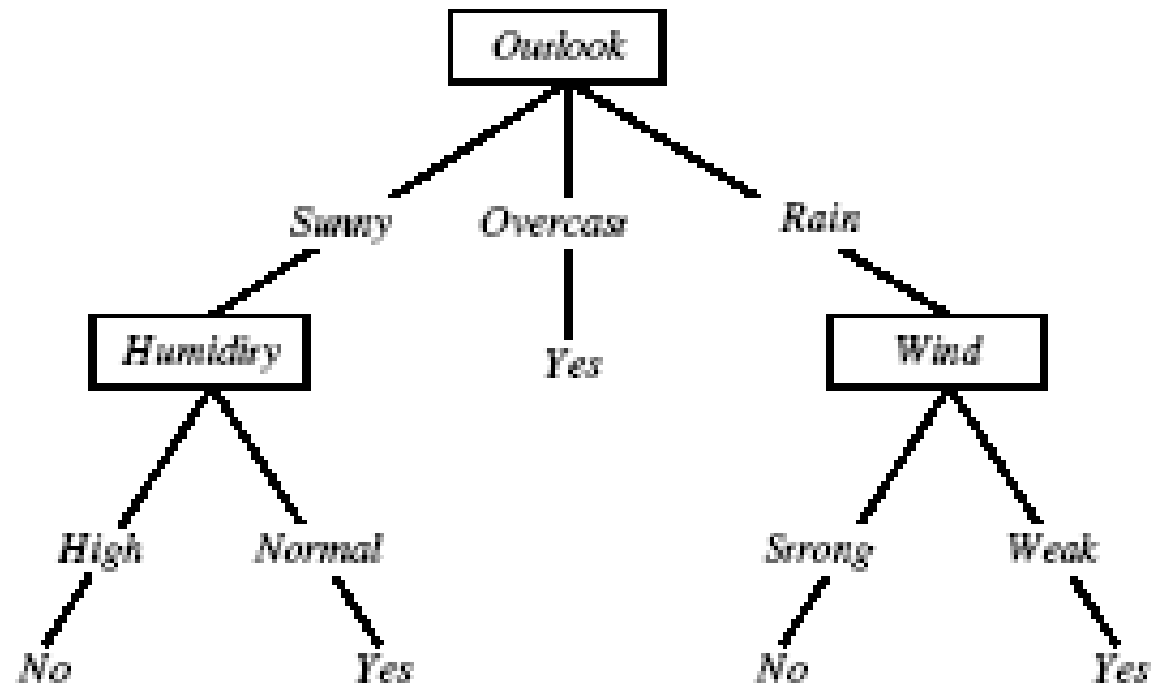 Outlook
Sunny Overcast Rain
Humidity Yes Wind
High Normal Strong Weak
No Yes No Yes